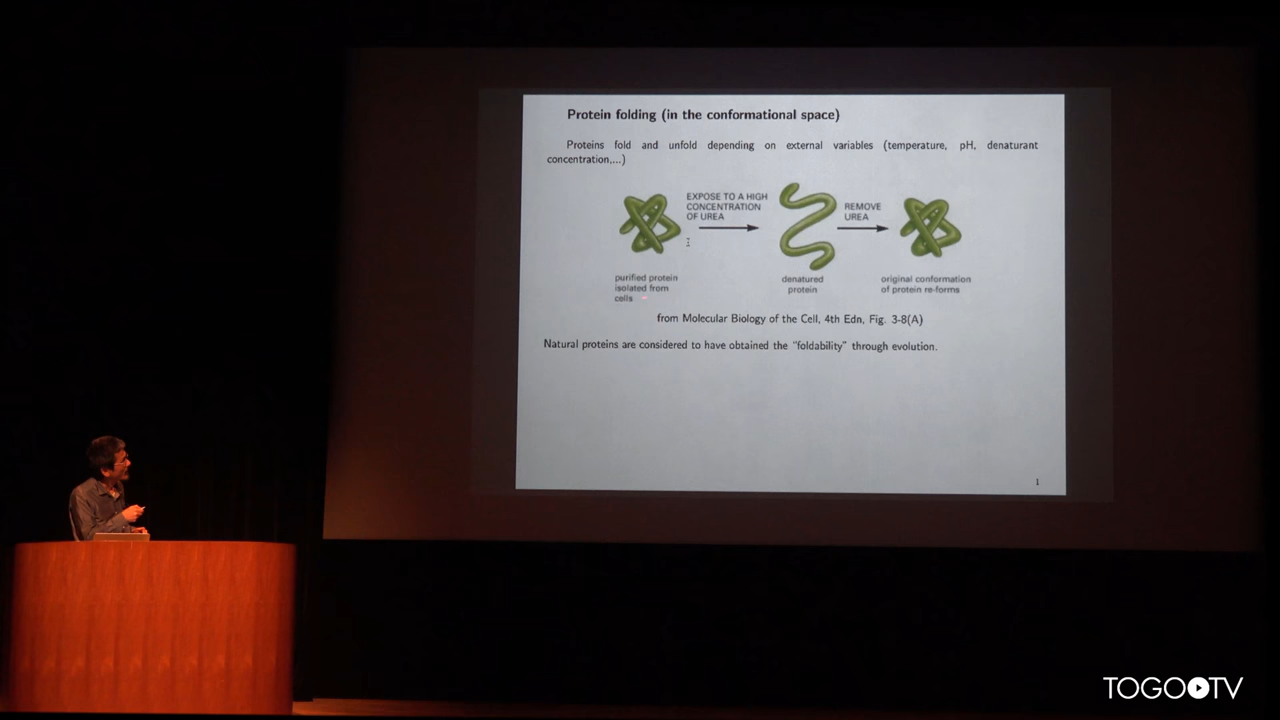 Protein folding (in the conformational space)
Proteins fold and unfold depending on external variables (temperature, pH, denaturant
concentration,...)
EXPOSE TO A HIGH
CONCENTRATION
OF UREA
REMOVE
UREA
purified protein
isolated from
cells
denatured
protein
original conformation
of protein re-forms
from Molecular Biology of the Cell, 4th Edn, Fig. 3-8(A)
Natural proteins are considered to have obtained the "foldability" through evolution.
1
TOGO TV